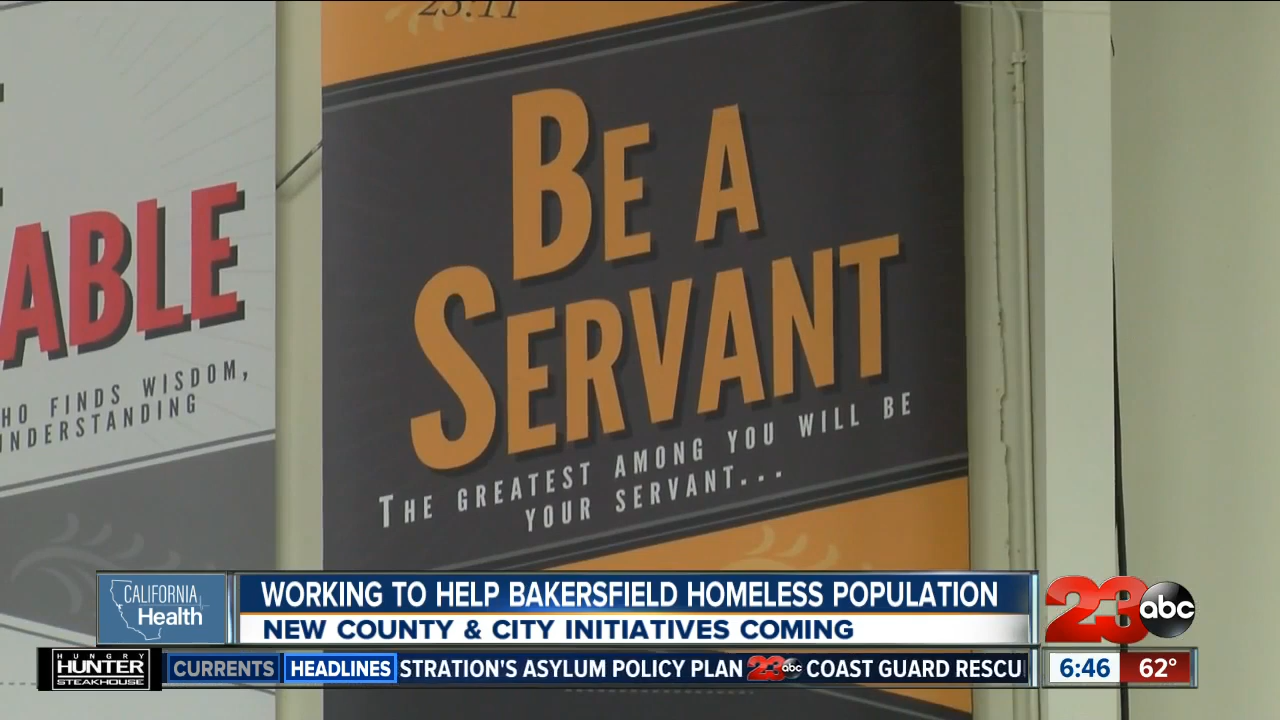 23:11
BE A
SERVANT
THE GREATEST AMONG YOU WILL BE
YOUR SERVANT...
ABLE
FINDS WISDOM,
CALIFORNIA
Health
WORKING TO HELP BAKERSFIELD HOMELESS POPULATION
NEW COUNTY & CITY INITIATIVES COMING
23 abc
HUNGRY
HUNTER
STEAKHOUSE
CURRENTS HEADLINES STRATION'S ASYLUM POLICY PLAN 23 abc COAST GUARD RESCU
6:46 62°